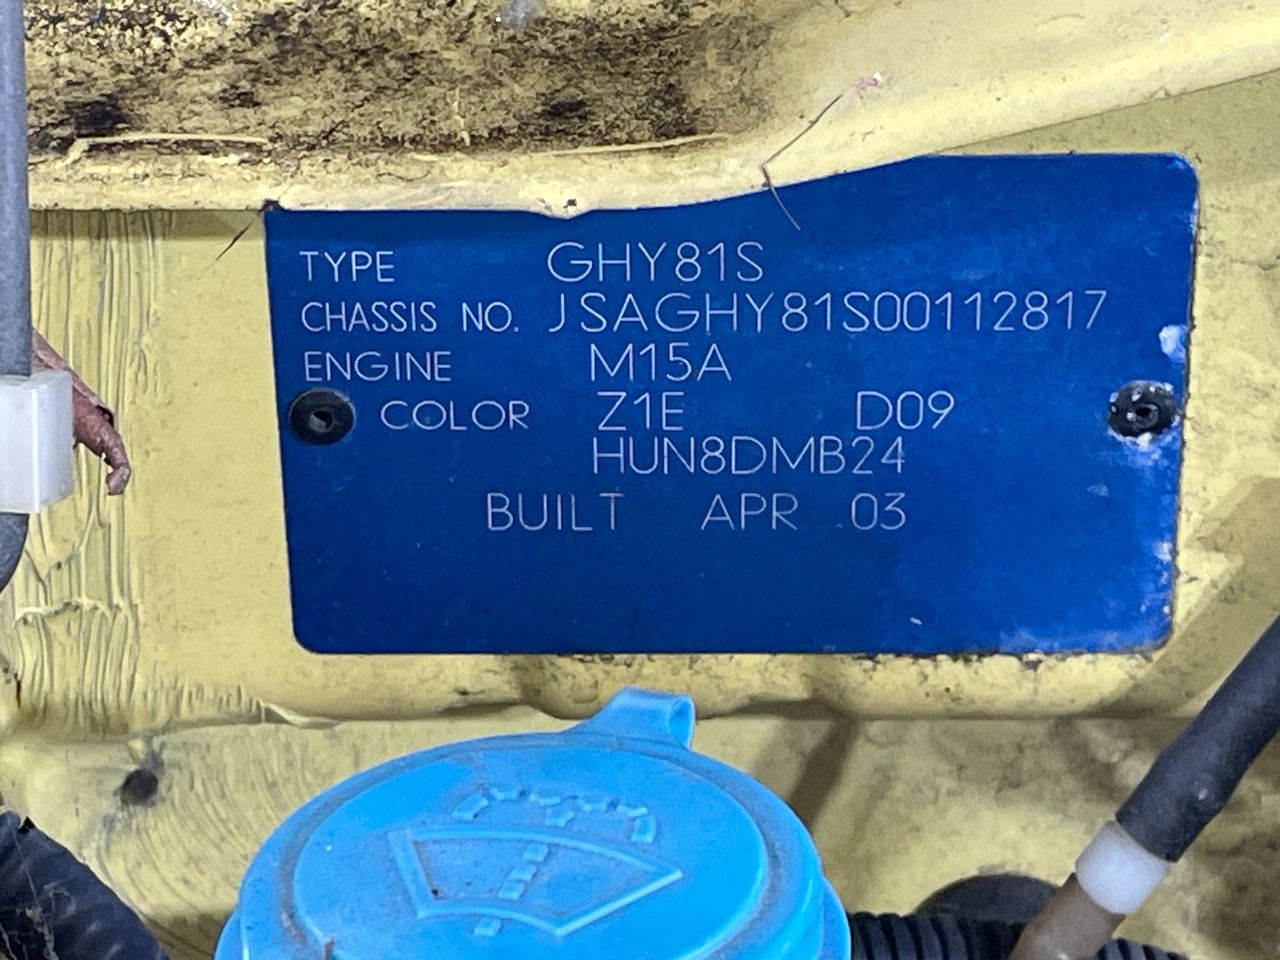 TYPE GHY81S
CHASSIS NO. JSAGHY81S00112817
ENGINE M15A
COLOR Z1E D09
HUN8DMB24
BUILT APR .03